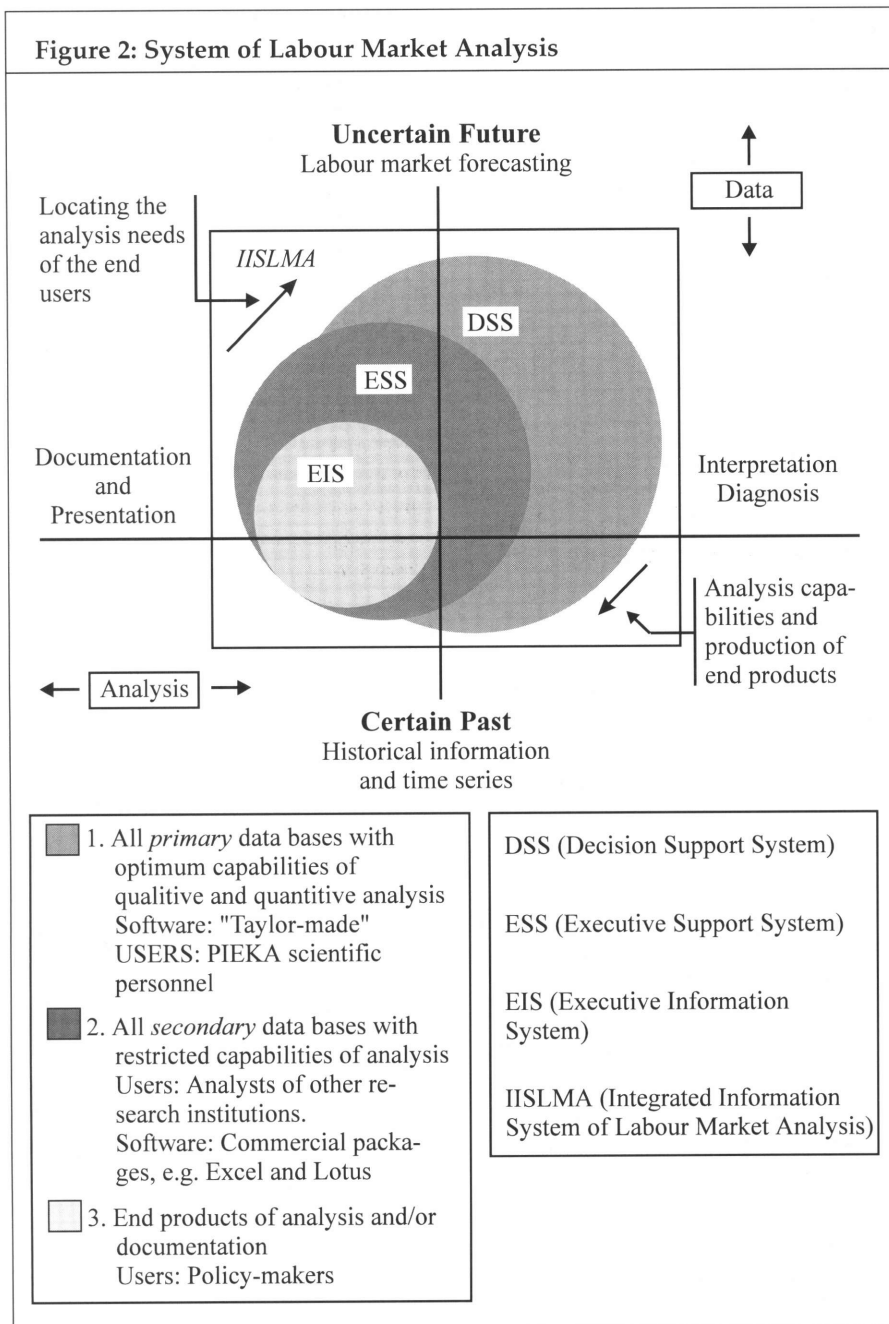 Figure 2: System of Labour Market Analysis
Uncertain Future
Labour market forecasting
Data
Locating the
analysis needs
of the end
users
IISLMA
DSS
ESS
EIS
Documentation
and
Presentation
Interpretation
Diagnosis
Analysis capa-
bilities and
production of
end products
Analysis
Certain Past
Historical information
and time series
1. All primary data bases with
optimum capabilities of
qualitive and quantitive analysis
Software: "Taylor-made"
USERS: PIEKA scientific
personnel
2. All secondary data bases with
restricted capabilities of analysis
Users: Analysts of other re-
search institutions.
Software: Commercial packa-
ges, e.g. Excel and Lotus
3. End products of analysis and/or
documentation
Users: Policy-makers
DSS (Decision Support System)
ESS (Executive Support System)
EIS (Executive Information
System)
IISLMA (Integrated Information
System of Labour Market Analysis)